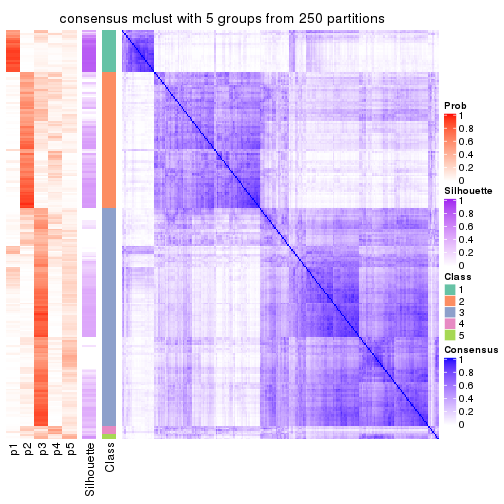 consensus mclust with 5 groups from 250 partitions
Prob
1
0.8
0.6
0.4
0.2
0
Silhouette
1
0.8
0.6
0.4
0.2
0
Class
1
2
3
4
5
Consensus
1
0.8
0.6
0.4
0.2
0
p1
p2
p3
p4
p5
Silhouette
Class